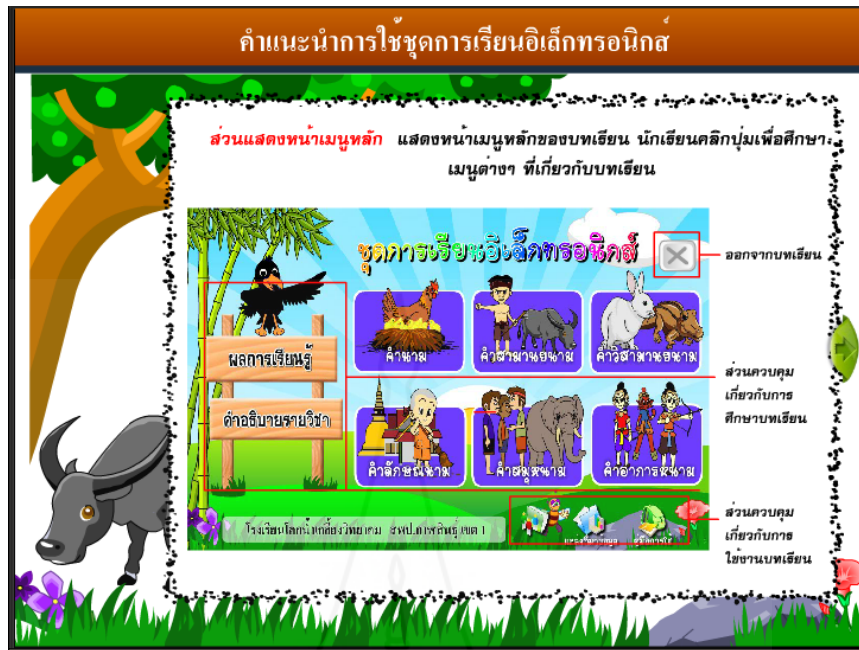 คำแนะนำการใช้ชุดการเรียนอิเล็กทรอนิกส์
ส่วนแสดงหน้าเมนูหลัก แสดงหน้าเมนูหลักของบทเรียน นักเรียนคลิกปุ่มเพื่อศึกษา
เมนูต่างๆ ที่เกี่ยวกับบทเรียน
ชุดการเรียนอิเล็กทรอนิกส์
ออกจากบทเรียน
ผลการเรียนรู้
คำอธิบายรายวิชา
คำนาม
คำสามานยนาม
คำวิสามานยนาม
ส่วนควบคุม
เกี่ยวกับการ
ศึกษาบทเรียน
คำลักษณนาม
คำสมุหนาม
คำอาการนาม
ส่วนควบคุม
เกี่ยวกับการ
ใช้งานบทเรียน
เขต 1